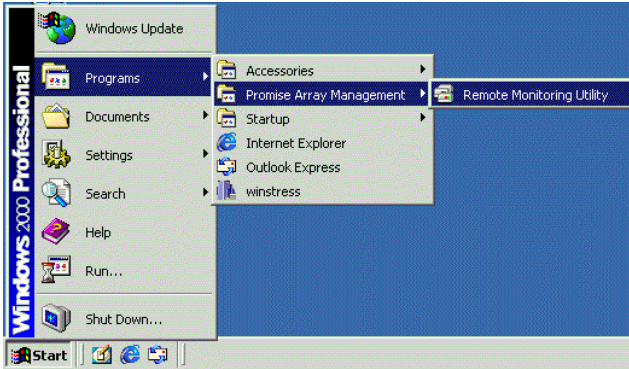 Windows 2000 Professional
Windows Update
Programs
Documents
Settings
Search
Help
Run...
Shut Down...
Accessories
Promise Array Management
Startup
Internet Explorer
Outlook Express
winstress
Remote Monitoring Utility
Start